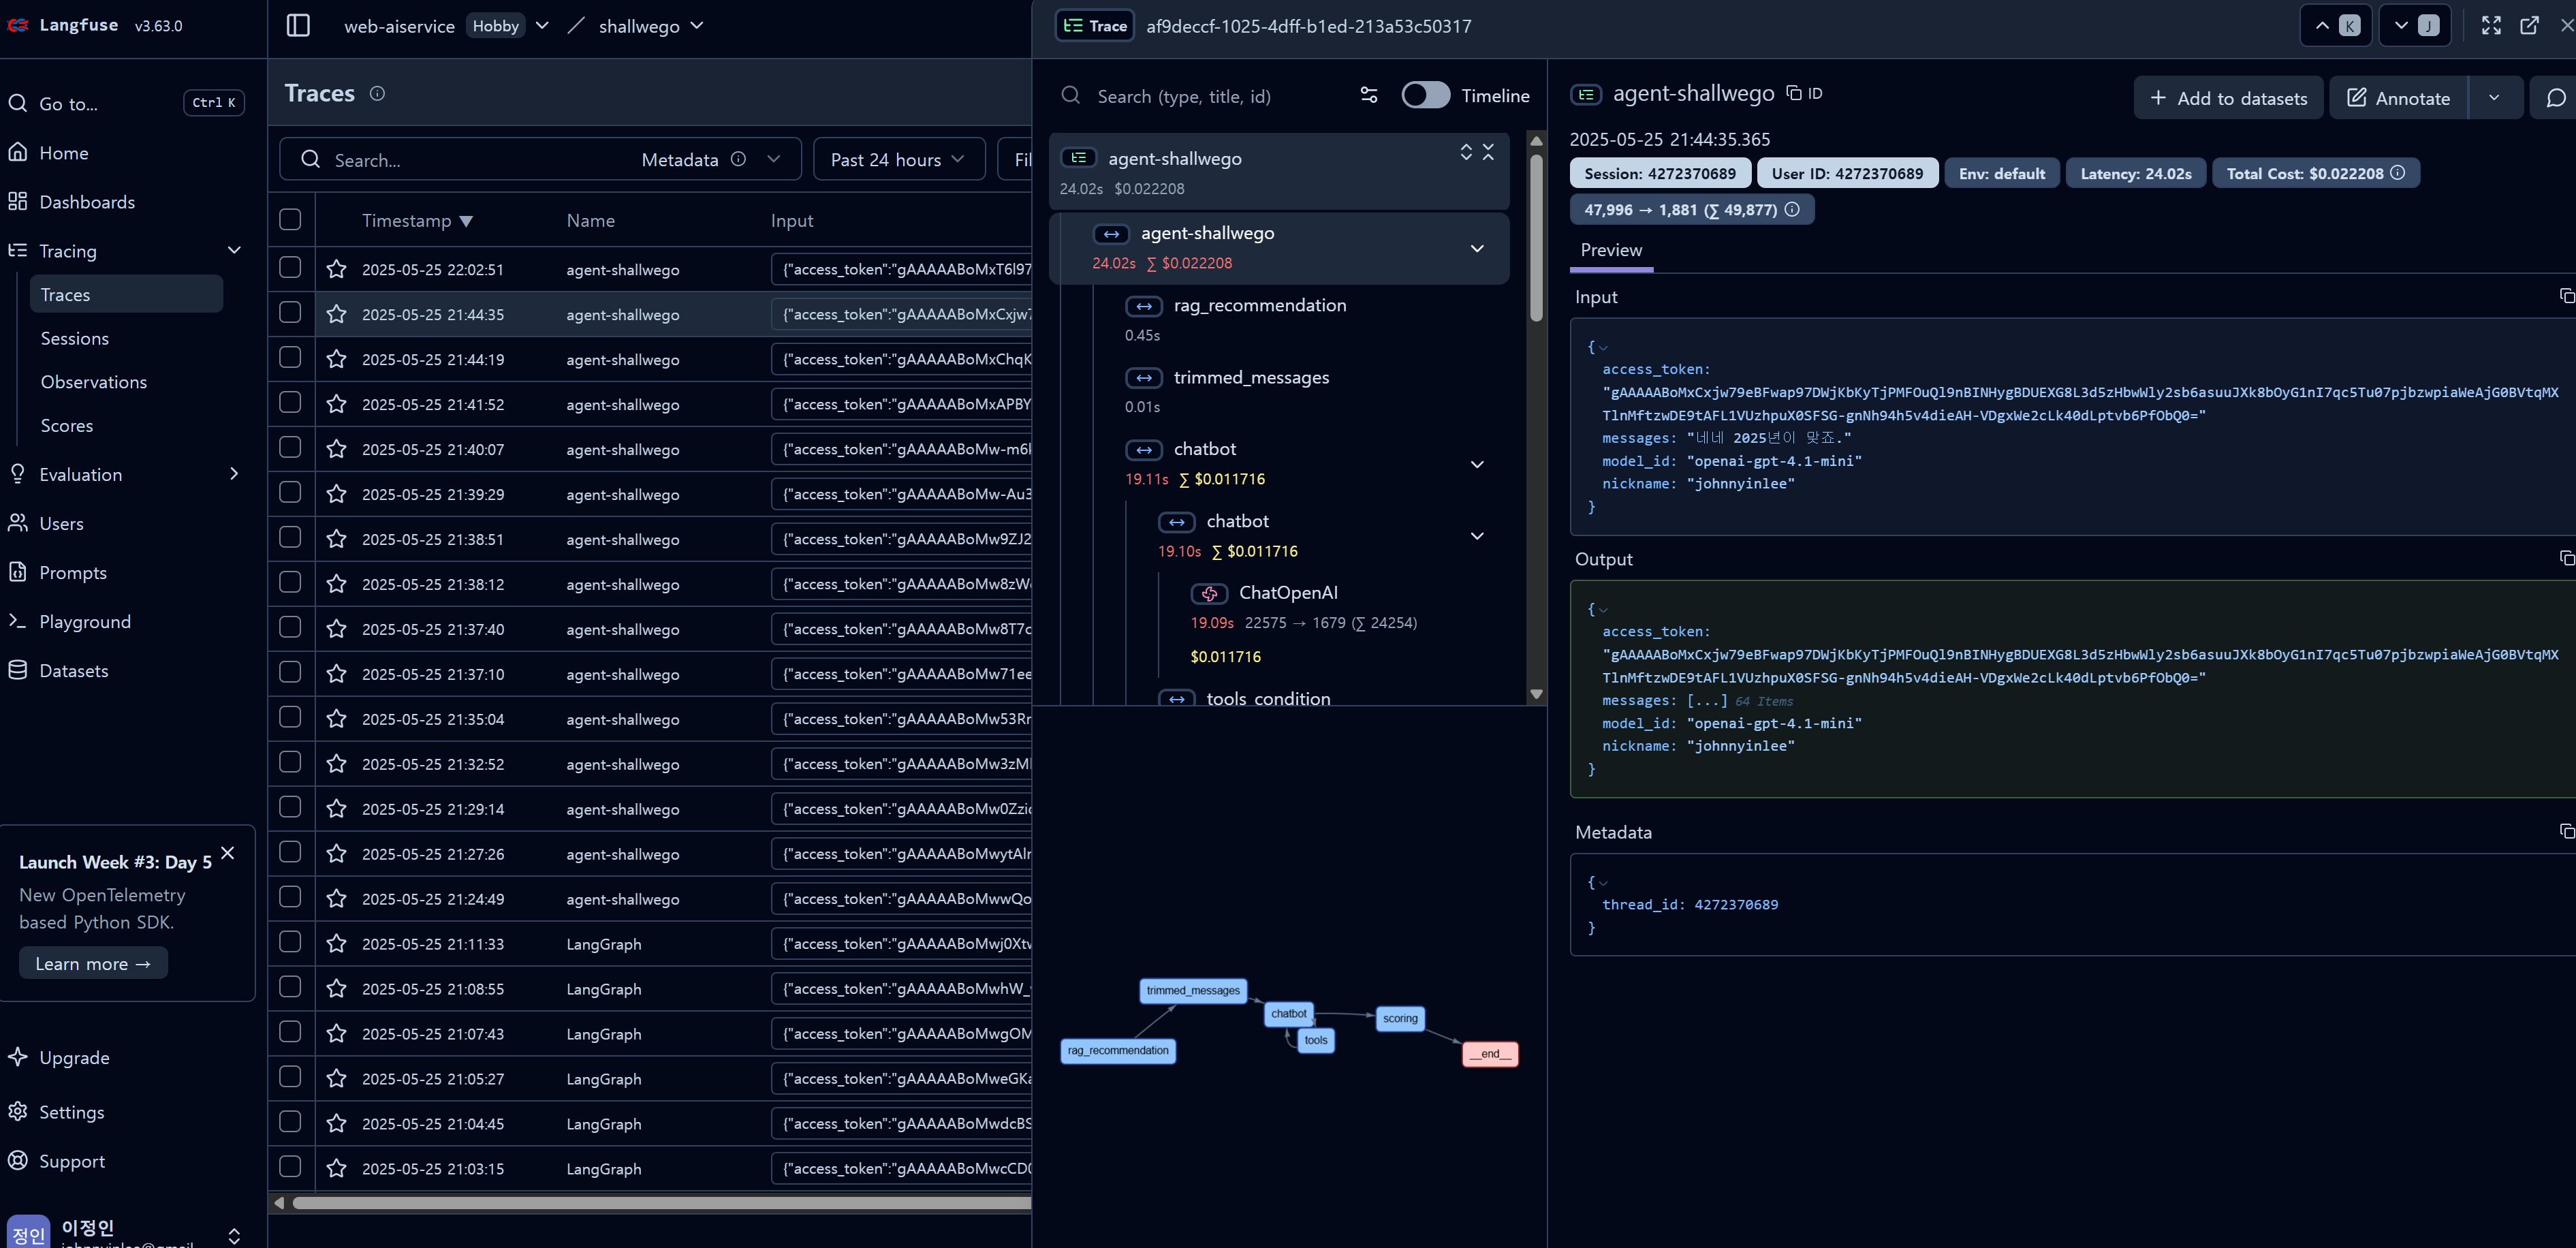 Langfuse v3.63.0
Go to... Ctrl K
Home
Dashboards
Tracing
Traces
Sessions
Observations
Scores
Evaluation
Users
Prompts
Playground
Datasets
Launch Week #3: Day 5
New OpenTelemetry
based Python SDK.
Learn more →
Upgrade
Settings
Support
정인 이정인
web-aiservice Hobby / shallwego
Traces
Search... Metadata Past 24 hours
Timestamp ▼ Name Input
2025-05-25 22:02:51 agent-shallwego {"access_token":"gAAAAABoMxT6l97
2025-05-25 21:44:35 agent-shallwego {"access_token":"gAAAAABoMxCxjw7
2025-05-25 21:44:19 agent-shallwego {"access_token":"gAAAAABoMxChqK
2025-05-25 21:41:52 agent-shallwego {"access_token":"gAAAAABoMxAPBY
2025-05-25 21:40:07 agent-shallwego {"access_token":"gAAAAABoMw-m6
2025-05-25 21:39:29 agent-shallwego {"access_token":"gAAAAABoMw-Au3
2025-05-25 21:38:51 agent-shallwego {"access_token":"gAAAAABoMw9ZJ2
2025-05-25 21:38:12 agent-shallwego {"access_token":"gAAAAABoMw8zW
2025-05-25 21:37:40 agent-shallwego {"access_token":"gAAAAABoMw8T7
2025-05-25 21:37:10 agent-shallwego {"access_token":"gAAAAABoMw71ee
2025-05-25 21:35:04 agent-shallwego {"access_token":"gAAAAABoMw53R
2025-05-25 21:32:52 agent-shallwego {"access_token":"gAAAAABoMw3zM
2025-05-25 21:29:14 agent-shallwego {"access_token":"gAAAAABoMw0Zzi
2025-05-25 21:27:26 agent-shallwego {"access_token":"gAAAAABoMwytAl
2025-05-25 21:24:49 agent-shallwego {"access_token":"gAAAAABoMwwQo
2025-05-25 21:11:33 LangGraph {"access_token":"gAAAAABoMwj0Xt
2025-05-25 21:08:55 LangGraph {"access_token":"gAAAAABoMwhW_
2025-05-25 21:07:43 LangGraph {"access_token":"gAAAAABoMwgOM
2025-05-25 21:05:27 LangGraph {"access_token":"gAAAAABoMweGK
2025-05-25 21:04:45 LangGraph {"access_token":"gAAAAABoMwdcBS
2025-05-25 21:03:15 LangGraph {"access_token":"gAAAAABoMwcCD
Trace af9deccf-1025-4dff-b1ed-213a53c50317 K J
Search (type, title, id) Timeline
agent-shallwego
24.02s $0.022208
agent-shallwego
24.02s ∑ $0.022208
rag_recommendation
0.45s
trimmed_messages
0.01s
chatbot
19.11s ∑ $0.011716
chatbot
19.10s ∑ $0.011716
ChatOpenAI
19.09s 22575 → 1679 (∑ 24254)
$0.011716
tools_condition
trimmed_messages
chatbot
scoring
tools
rag_recommendation
__end__
agent-shallwego ID
Add to datasets Annotate
2025-05-25 21:44:35.365
Session: 4272370689 User ID: 4272370689 Env: default Latency: 24.02s Total Cost: $0.022208
47,996 → 1,881 (∑ 49,877)
Preview
Input
{
access_token:
"gAAAAABoMxCxjw79eBFwap97DWjKbKyTjPMFOuQl9nBINHygBDUEXG8L3d5zHbwWly2sb6asuuJXk8bOyG1nI7qc5Tu07pjbzwpiaWeAjG0BVtqMX
TlnMftzwDE9tAFL1VUzhpuX0SFSG-gnNh94h5v4dieAH-VDgxWe2cLk40dLptvb6PfObQ0="
messages: "네네 2025년이 맞죠."
model_id: "openai-gpt-4.1-mini"
nickname: "johnnyinlee"
}
Output
{
access_token:
"gAAAAABoMxCxjw79eBFwap97DWjKbKyTjPMFOuQl9nBINHygBDUEXG8L3d5zHbwWly2sb6asuuJXk8bOyG1nI7qc5Tu07pjbzwpiaWeAjG0BVtqMX
TlnMftzwDE9tAFL1VUzhpuX0SFSG-gnNh94h5v4dieAH-VDgxWe2cLk40dLptvb6PfObQ0="
messages: [...] 64 Items
model_id: "openai-gpt-4.1-mini"
nickname: "johnnyinlee"
}
Metadata
{
thread_id: 4272370689
}